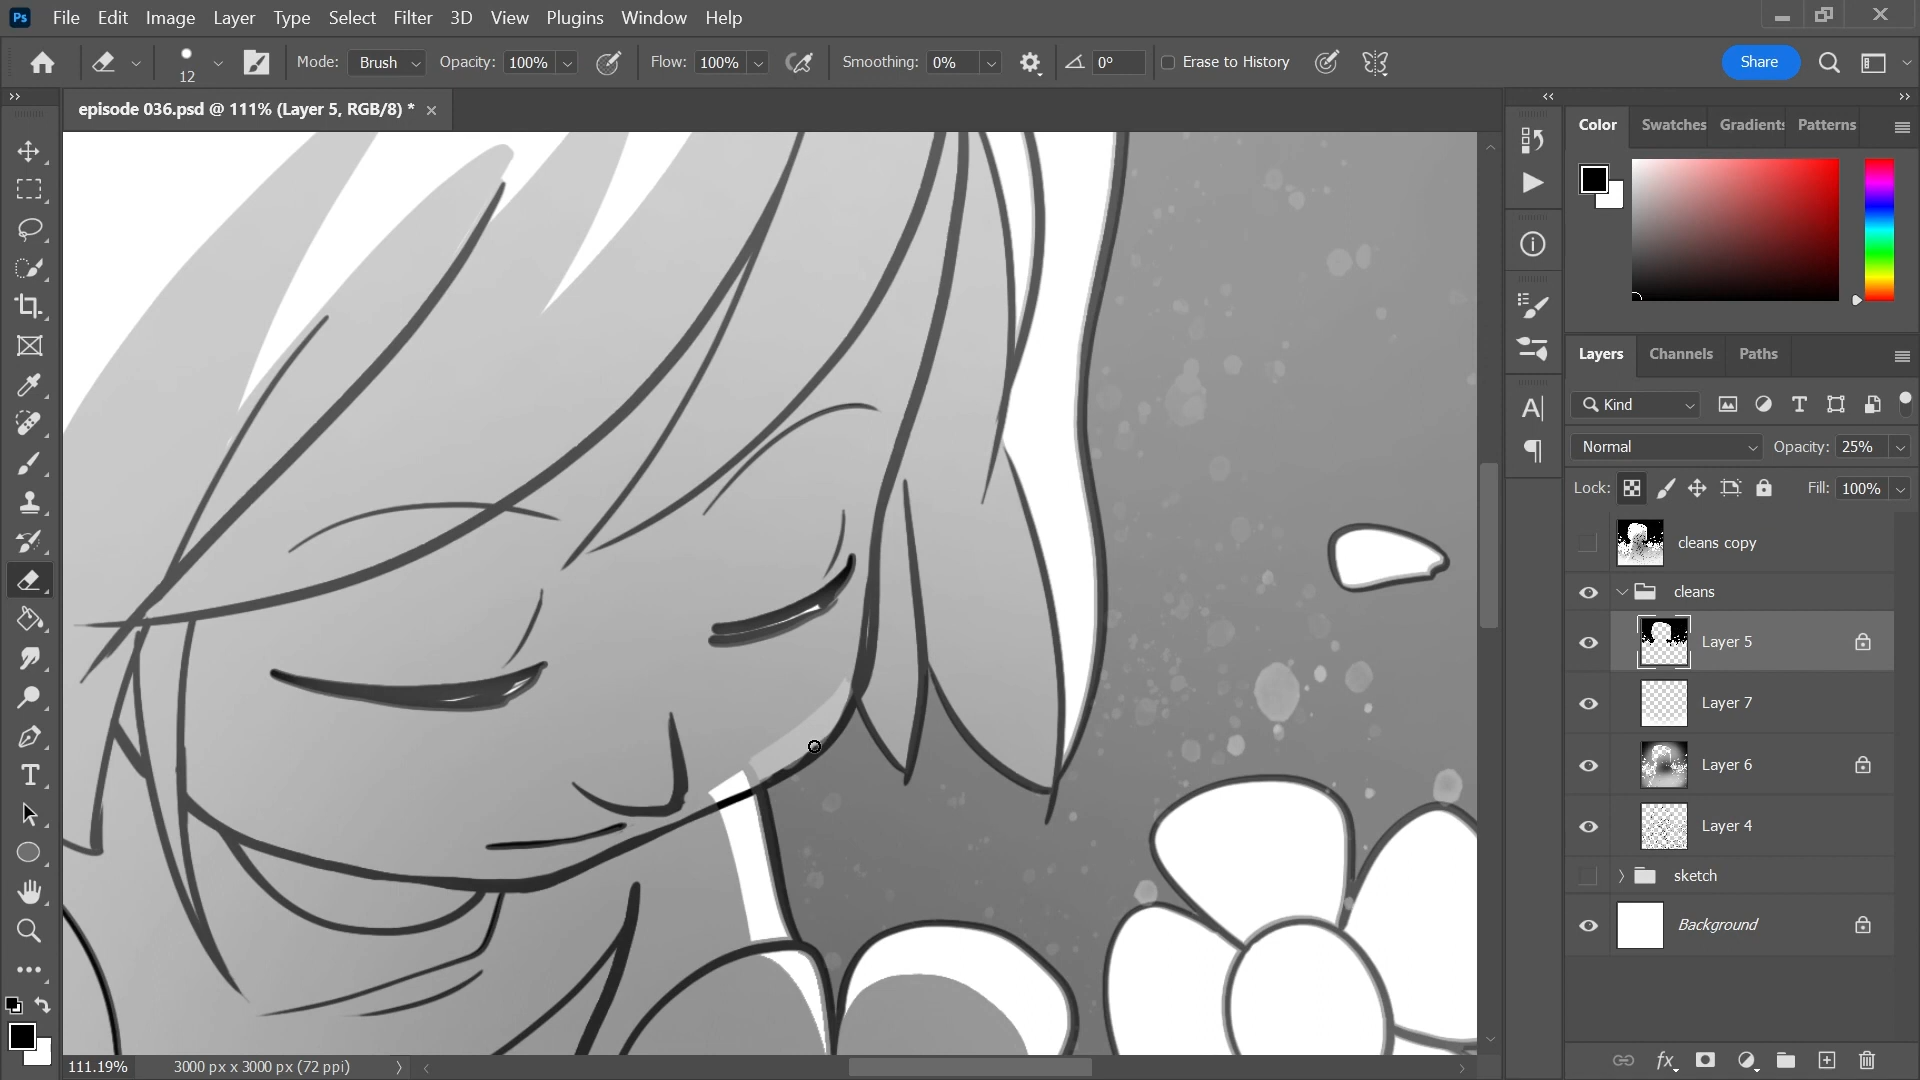 Ps File Edit Image Layer Type Select Filter 3D View Plugins Window Help
12 Mode: Brush Opacity: 100% Flow: 100% Smoothing: 0% 0° Erase to History Share
episode 036.psd @ 111% (Layer 5, RGB/8) *
Color Swatches Gradients Patterns
Layers Channels Paths
Kind
Normal Opacity: 25%
Lock: Fill: 100%
cleans copy
cleans
Layer 5
Layer 7
Layer 6
Layer 4
sketch
Background
fx
111.19% 3000 px x 3000 px (72 ppi)